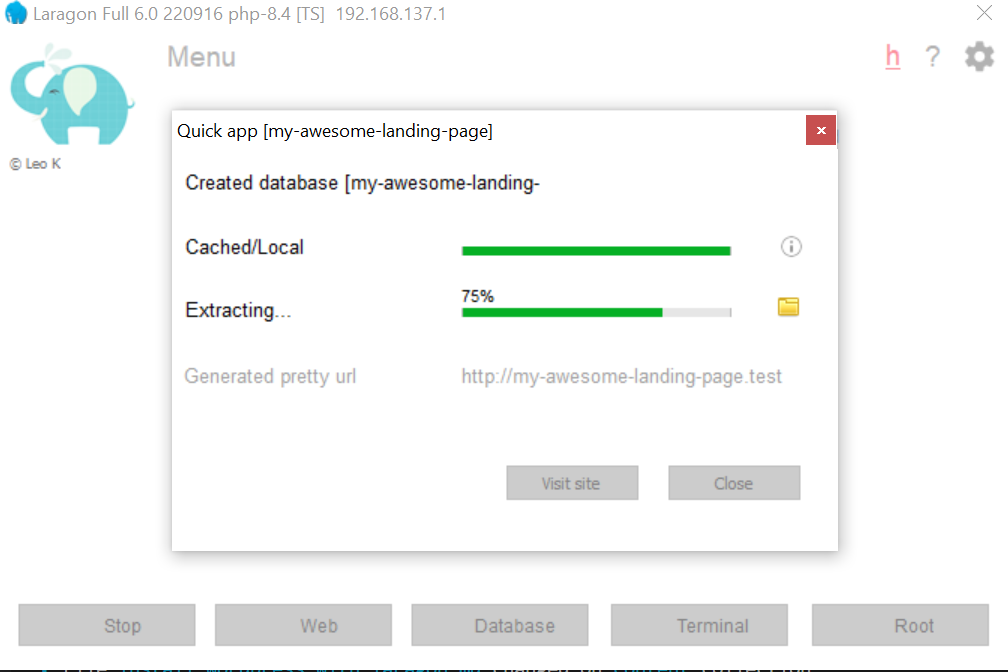 Laragon Full 6.0 220916 php-8.4 [TS] 192.168.137.1
Menu
h ?
© Leo K
Quick app [my-awesome-landing-page]
Created database [my-awesome-landing-
Cached/Local
75%
Extracting...
Generated pretty url http://my-awesome-landing-page.test
Visit site Close
Stop Web Database Terminal Root